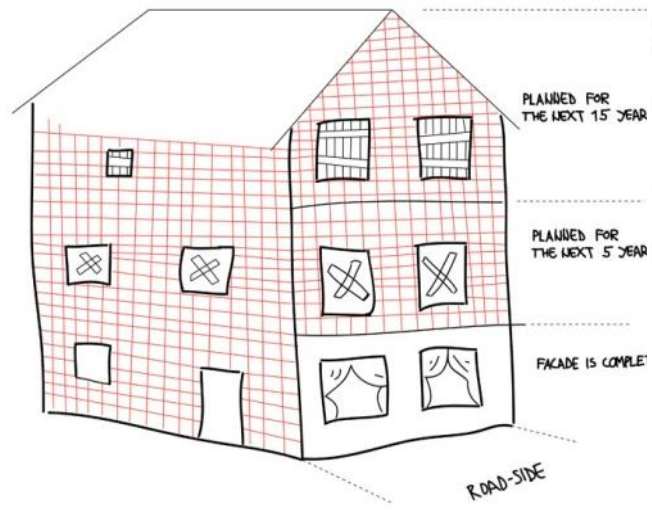 PLANNED FOR
THE NEXT 15 YEAR
PLANNED FOR
THE NEXT 5 YEAR
FACADE IS COMPLET
ROAD-SIDE